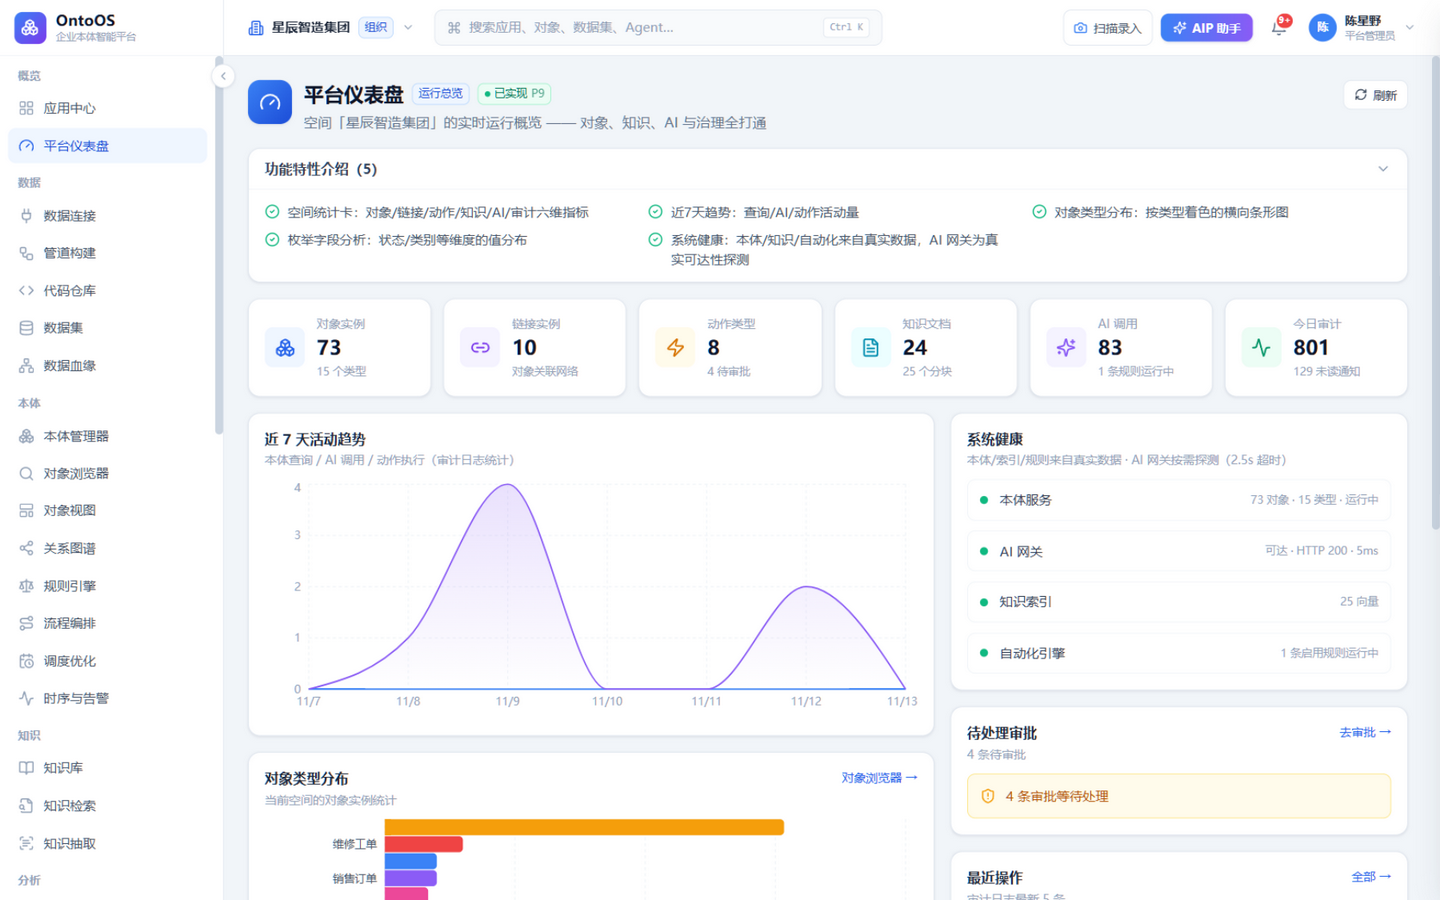 OntoOS
企业本体智能平台
概览
应用中心
平台仪表盘
数据
数据连接
管道构建
代码仓库
数据集
数据血缘
本体
本体管理器
对象浏览器
对象视图
关系图谱
规则引擎
流程编排
调度优化
时序与告警
知识
知识库
知识检索
知识抽取
分析
星辰智造集团 组织
搜索应用、对象、数据集、Agent... Ctrl K
扫描录入
AIP 助手
9+
陈
陈星野
平台管理员
平台仪表盘 运行总览 已实现 P9
空间「星辰智造集团」的实时运行概览 —— 对象、知识、AI 与治理全打通
刷新
功能特性介绍（5）
空间统计卡：对象/链接/动作/知识/AI/审计六维指标
近7天趋势：查询/AI/动作活动量
对象类型分布：按类型着色的横向条形图
枚举字段分析：状态/类别等维度的值分布
系统健康：本体/知识/自动化来自真实数据，AI 网关为真
实可达性探测
对象实例
73
15 个类型
链接实例
10
对象关联网络
动作类型
8
4 待审批
知识文档
24
25 个分块
AI 调用
83
1 条规则运行中
今日审计
801
129 未读通知
近 7 天活动趋势
本体查询 / AI 调用 / 动作执行（审计日志统计）
4
3
2
1
0
11/7 11/8 11/9 11/10 11/11 11/12 11/13
对象类型分布
对象浏览器 →
当前空间的对象实例统计
维修工单
销售订单
系统健康
本体/索引/规则来自真实数据 · AI 网关按需探测（2.5s 超时）
本体服务 73 对象 · 15 类型 · 运行中
AI 网关 可达 · HTTP 200 · 5ms
知识索引 25 向量
自动化引擎 1 条启用规则运行中
待处理审批 去审批 →
4 条待审批
4 条审批等待处理
最近操作 全部 →
审计日志最新 5 条